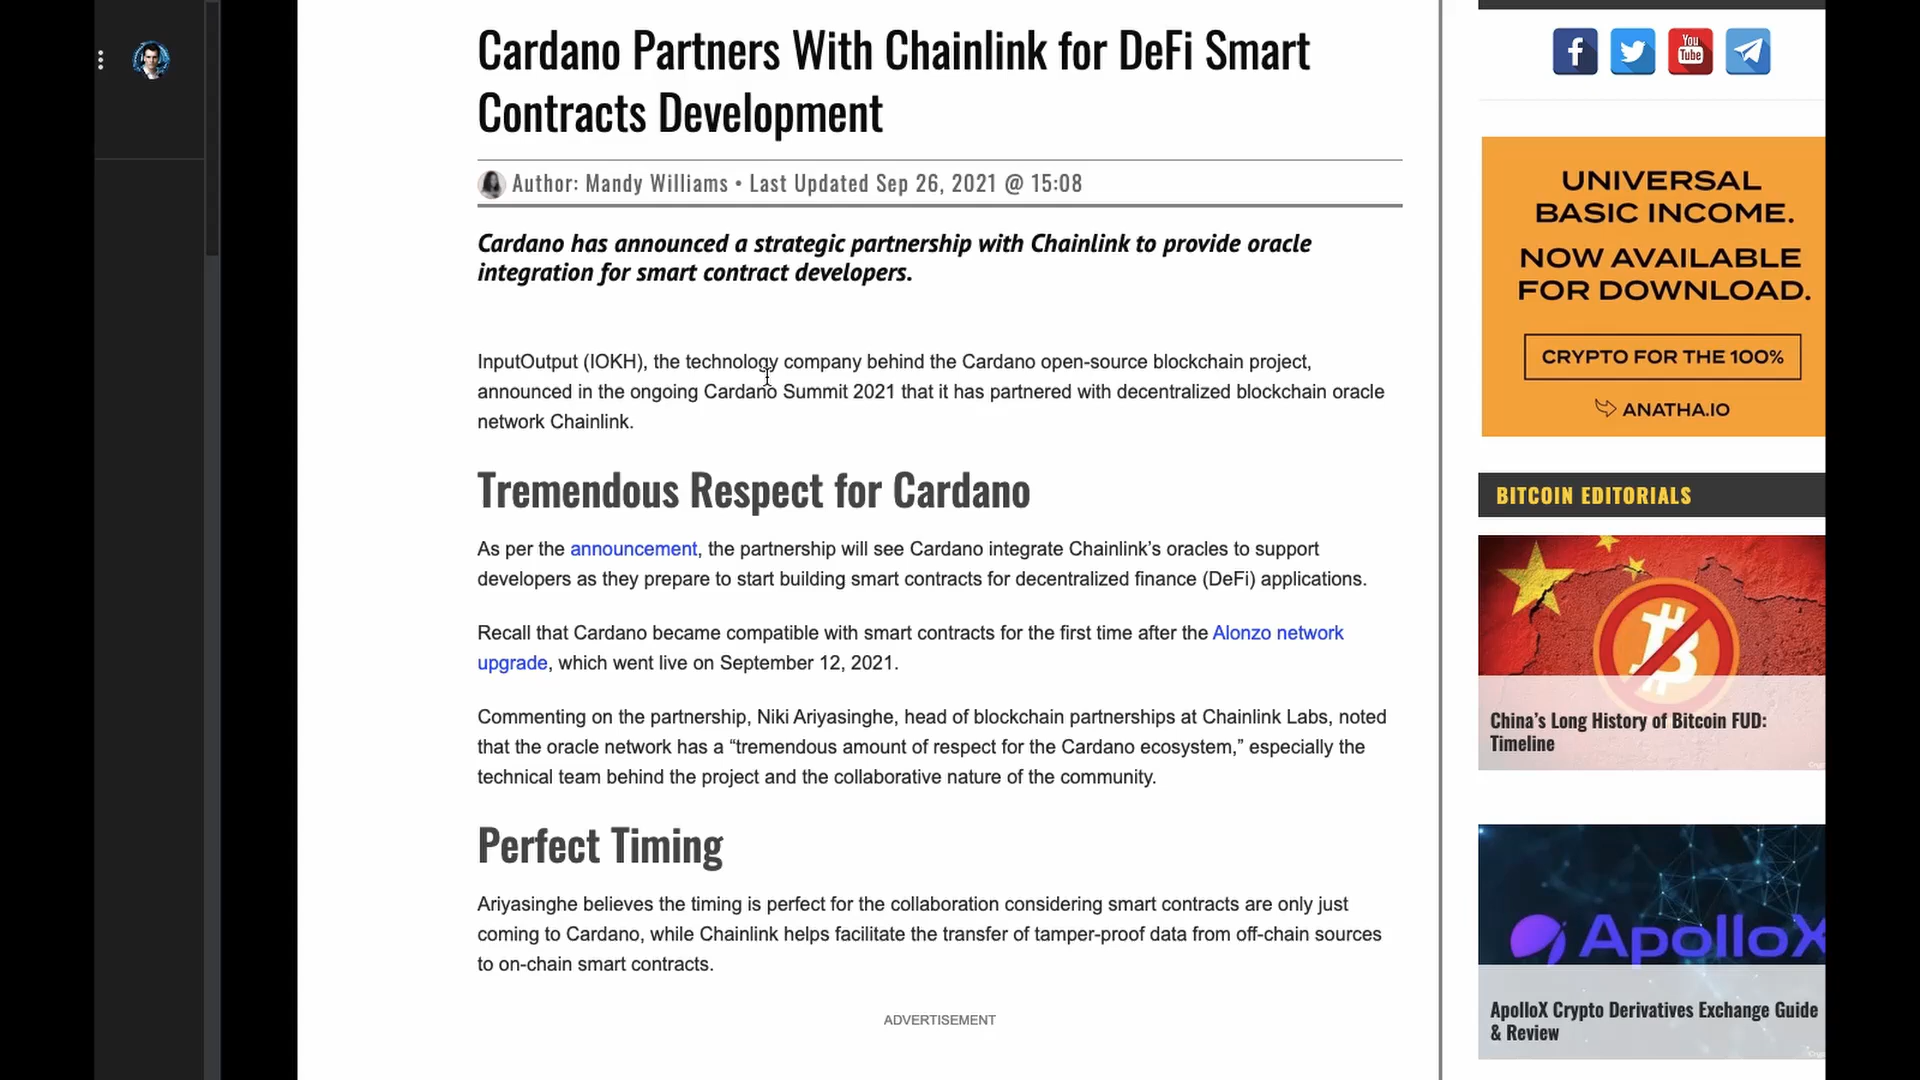 Cardano Partners With Chainlink for DeFi Smart
Contracts Development
Author: Mandy Williams • Last Updated Sep 26, 2021 @ 15:08
Cardano has announced a strategic partnership with Chainlink to provide oracle
integration for smart contract developers.
InputOutput (IOKH), the technology company behind the Cardano open-source blockchain project,
announced in the ongoing Cardano Summit 2021 that it has partnered with decentralized blockchain oracle
network Chainlink.
Tremendous Respect for Cardano
As per the announcement, the partnership will see Cardano integrate Chainlink’s oracles to support
developers as they prepare to start building smart contracts for decentralized finance (DeFi) applications.
Recall that Cardano became compatible with smart contracts for the first time after the Alonzo network
upgrade, which went live on September 12, 2021.
Commenting on the partnership, Niki Ariyasinghe, head of blockchain partnerships at Chainlink Labs, noted
that the oracle network has a “tremendous amount of respect for the Cardano ecosystem,” especially the
technical team behind the project and the collaborative nature of the community.
Perfect Timing
Ariyasinghe believes the timing is perfect for the collaboration considering smart contracts are only just
coming to Cardano, while Chainlink helps facilitate the transfer of tamper-proof data from off-chain sources
to on-chain smart contracts.
ADVERTISEMENT
You
Tube
UNIVERSAL
BASIC INCOME.
NOW AVAILABLE
FOR DOWNLOAD.
CRYPTO FOR THE 100%
ANATHA.IO
BITCOIN EDITORIALS
China’s Long History of Bitcoin FUD:
Timeline
ApolloX
ApolloX Crypto Derivatives Exchange Guide
& Review